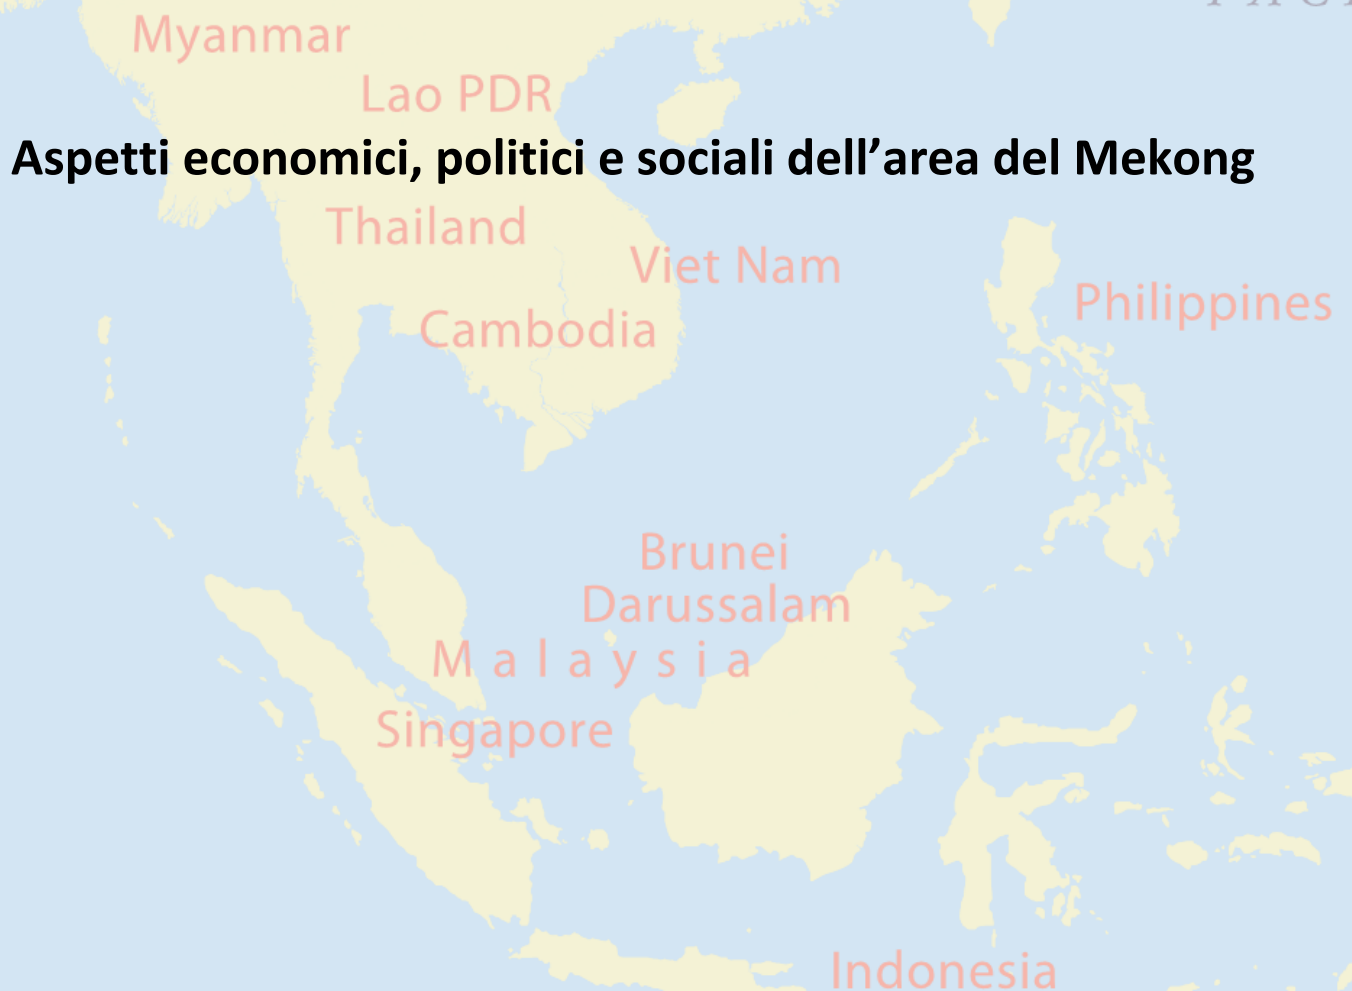 Myanmar
Lao PDR
Aspetti economici, politici e sociali dell’area del Mekong
Thailand
Viet Nam
Philippines
Cambodia
Brunei
Darussalam
Malaysia
Singapore
Indonesia